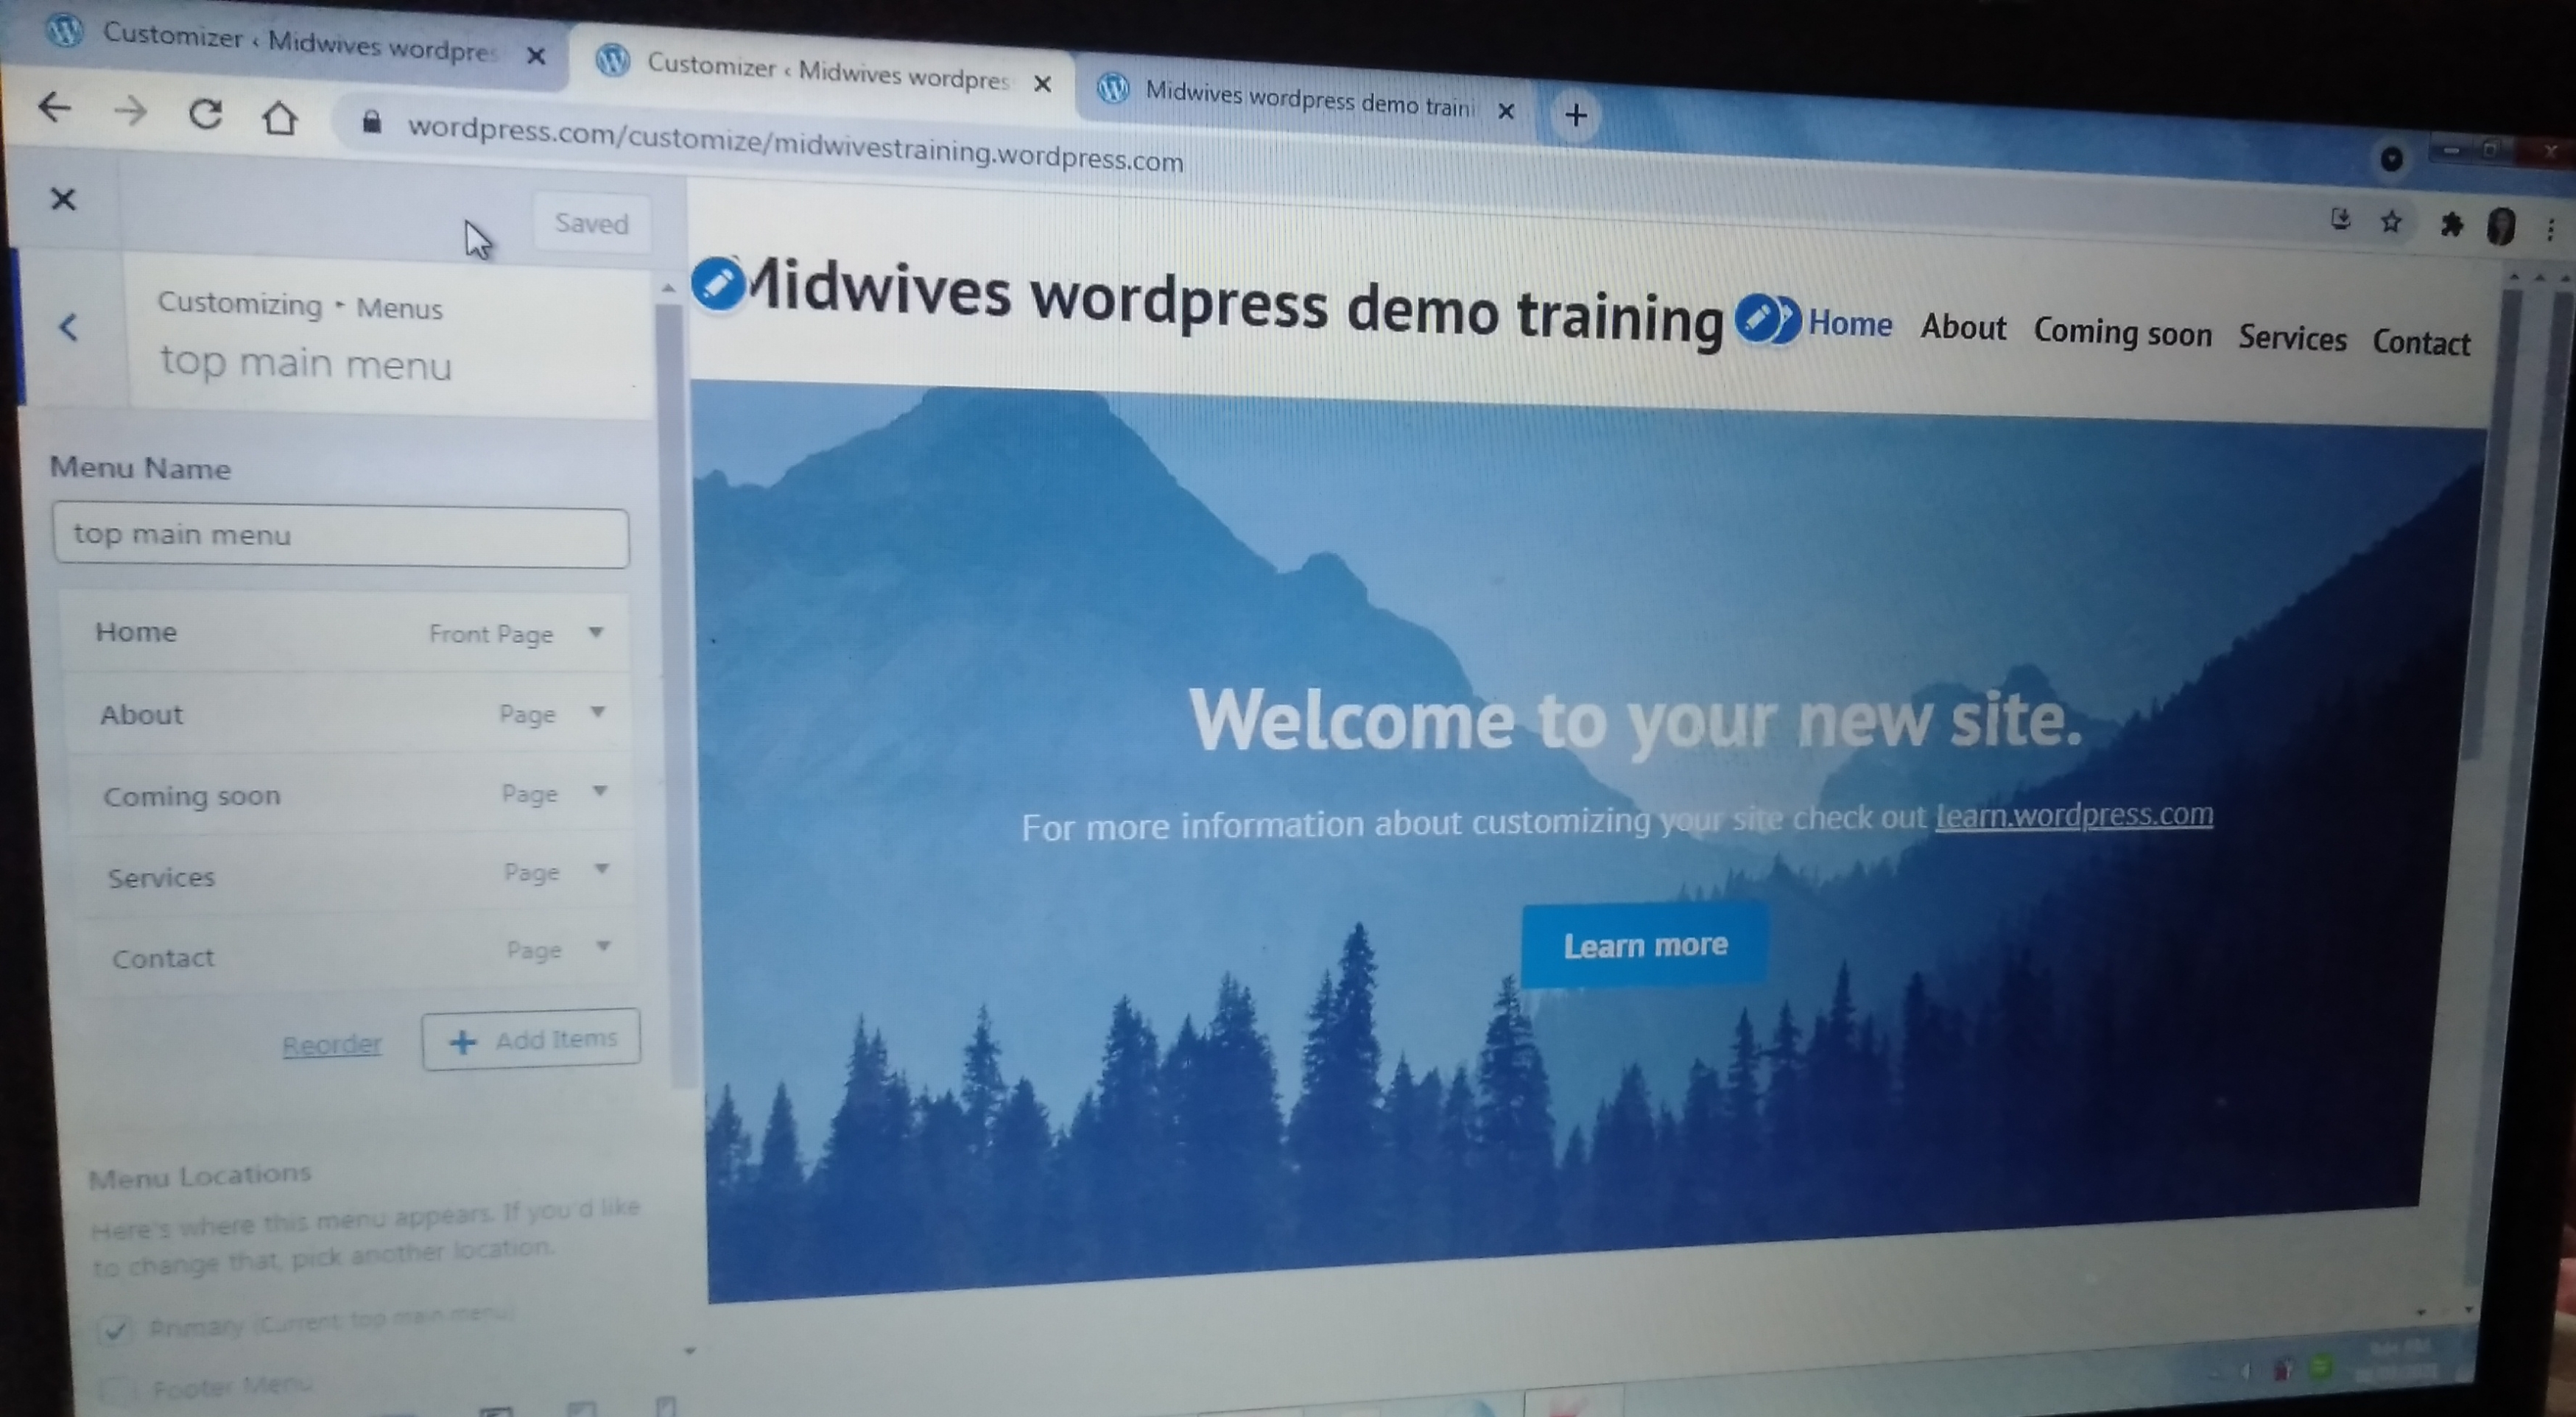 Customizer ‹ Midwives wordpres
Customizer ‹ Midwives wordpres
Midwives wordpress demo traini
wordpress.com/customize/midwivestraining.wordpress.com
Saved
Customizing ▸ Menus
top main menu
Menu Name
top main menu
Home Front Page
About Page
Coming soon Page
Services Page
Contact Page
Reorder
Add Items
Menu Locations
Here's where this menu appears. If you'd like
to change that, pick another location.
Primary (Current: top main menu)
Footer Menu
Midwives wordpress demo training
Home About Coming soon Services Contact
Welcome to your new site.
For more information about customizing your site check out learn.wordpress.com
Learn more